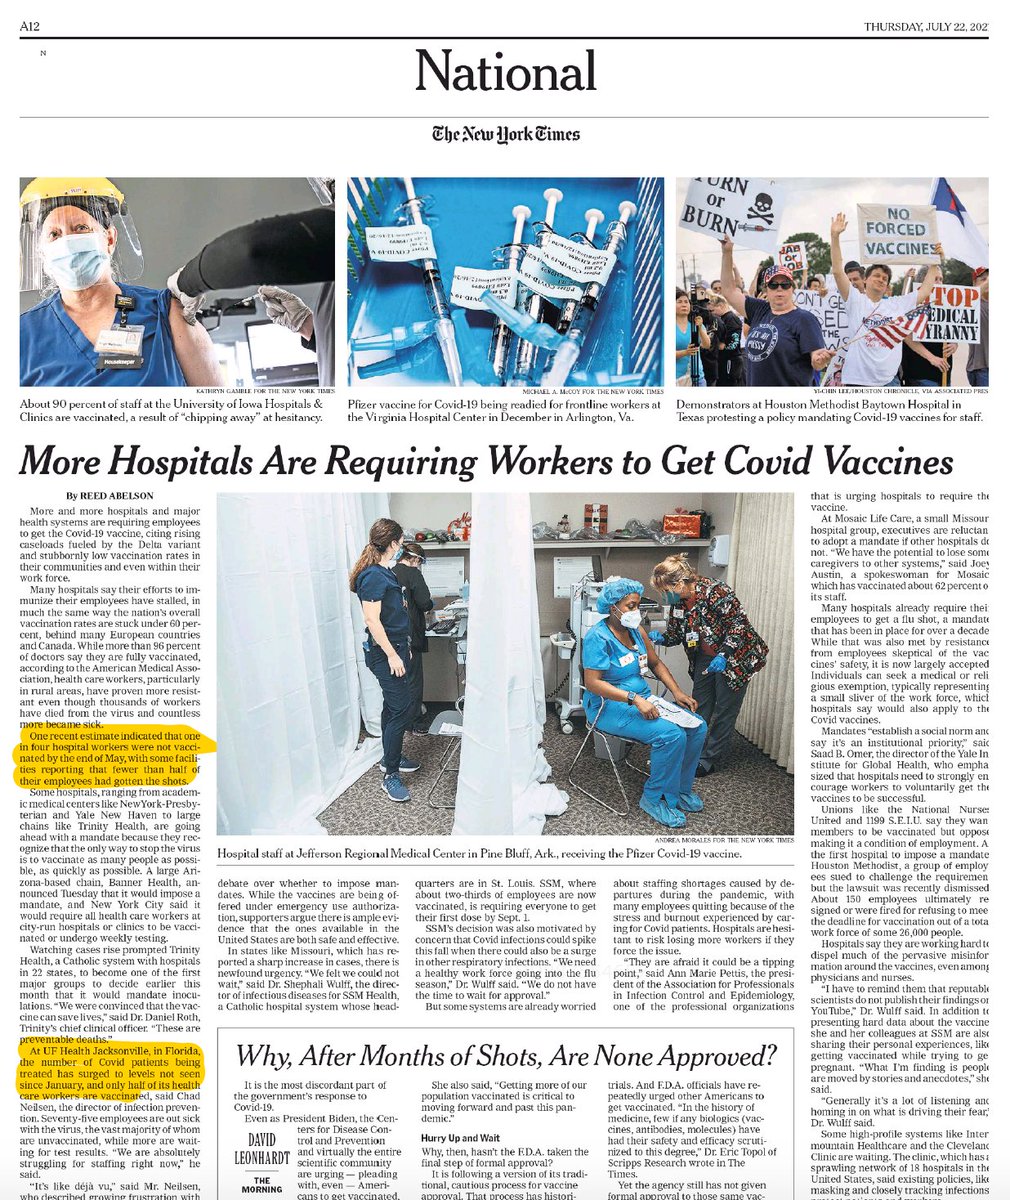 A12
THURSDAY, JULY 22, 202
N
National
The New York Times
TURN or BURN
JAB or JOB
NO FORCED VACCINES
STOP MEDICAL TYRANNY
Housekeeper
KATHRYN GAMBLE FOR THE NEW YORK TIMES
About 90 percent of staff at the University of Iowa Hospitals &
Clinics are vaccinated, a result of “chipping away” at hesitancy.
MICHAEL A. McCOY FOR THE NEW YORK TIMES
Pfizer vaccine for Covid-19 being readied for frontline workers at
the Virginia Hospital Center in December in Arlington, Va.
YI-CHIN LEE/HOUSTON CHRONICLE, VIA ASSOCIATED PRES
Demonstrators at Houston Methodist Baytown Hospital in
Texas protesting a policy mandating Covid-19 vaccines for staff.
More Hospitals Are Requiring Workers to Get Covid Vaccines
By REED ABELSON
More and more hospitals and major
health systems are requiring employees
to get the Covid-19 vaccine, citing rising
caseloads fueled by the Delta variant
and stubbornly low vaccination rates in
their communities and even within their
work force.
Many hospitals say their efforts to im-
munize their employees have stalled, in
much the same way the nation’s overall
vaccination rates are stuck under 60 per-
cent, behind many European countries
and Canada. While more than 96 percent
of doctors say they are fully vaccinated,
according to the American Medical Asso-
ciation, health care workers, particularly
in rural areas, have proven more resist-
ant even though thousands of workers
have died from the virus and countless
more became sick.
One recent estimate indicated that one
in four hospital workers were not vacci-
nated by the end of May, with some facili-
ties reporting that fewer than half of
their employees had gotten the shots.
Some hospitals, ranging from academ-
ic medical centers like NewYork-Presby-
terian and Yale New Haven to large
chains like Trinity Health, are going
ahead with a mandate because they rec-
ognize that the only way to stop the virus
is to vaccinate as many people as possi-
ble, as quickly as possible. A large Ari-
zona-based chain, Banner Health, an-
nounced Tuesday that it would impose a
mandate, and New York City said it
would require all health care workers at
city-run hospitals or clinics to be vacci-
nated or undergo weekly testing.
Watching cases rise prompted Trinity
Health, a Catholic system with hospitals
in 22 states, to become one of the first
major groups to decide earlier this
month that it would mandate inocu-
lations. “We were convinced that the vac-
cine can save lives,” said Dr. Daniel Roth,
Trinity’s chief clinical officer. “These are
preventable deaths.”
At UF Health Jacksonville, in Florida,
the number of Covid patients being
treated has surged to levels not seen
since January, and only half of its health
care workers are vaccinated, said Chad
Neilsen, the director of infection preven-
tion. Seventy-five employees are out sick
with the virus, the vast majority of whom
are unvaccinated, while more are wait-
ing for test results. “We are absolutely
struggling for staffing right now,” he
said.
“It’s like déjà vu,” said Mr. Neilsen,
who described growing frustration with
ANDREA MORALES FOR THE NEW YORK TIMES
Hospital staff at Jefferson Regional Medical Center in Pine Bluff, Ark., receiving the Pfizer Covid-19 vaccine.
debate over whether to impose man-
dates. While the vaccines are being of-
fered under emergency use authoriza-
tion, supporters argue there is ample evi-
dence that the ones available in the
United States are both safe and effective.
In states like Missouri, which has re-
ported a sharp increase in cases, there is
newfound urgency. “We felt we could not
wait,” said Dr. Shephali Wulff, the direc-
tor of infectious diseases for SSM Health,
a Catholic hospital system whose head-
quarters are in St. Louis. SSM, where
about two-thirds of employees are now
vaccinated, is requiring everyone to get
their first dose by Sept. 1.
SSM’s decision was also motivated by
concern that Covid infections could spike
this fall when there could also be a surge
in other respiratory infections. “We need
a healthy work force going into the flu
season,” Dr. Wulff said. “We do not have
the time to wait for approval.”
But some systems are already worried
about staffing shortages caused by de-
partures during the pandemic, with
many employees quitting because of the
stress and burnout experienced by car-
ing for Covid patients. Hospitals are hesi-
tant to risk losing more workers if they
force the issue.
“They are afraid it could be a tipping
point,” said Ann Marie Pettis, the presi-
dent of the Association for Professionals
in Infection Control and Epidemiology,
one of the professional organizations
that is urging hospitals to require the
vaccine.
At Mosaic Life Care, a small Missour
hospital group, executives are reluctan
to adopt a mandate if other hospitals do
not. “We have the potential to lose some
caregivers to other systems,” said Joey
Austin, a spokeswoman for Mosaic
which has vaccinated about 62 percent o
its staff.
Many hospitals already require their
employees to get a flu shot, a mandate
that has been in place for over a decade
While that was also met by resistance
from employees skeptical of the vac
cines’ safety, it is now largely accepted
Individuals can seek a medical or reli
gious exemption, typically representing
a small sliver of the work force, which
hospitals say would also apply to the
Covid vaccines.
Mandates “establish a social norm and
say it’s an institutional priority,” said
Saad B. Omer, the director of the Yale In
stitute for Global Health, who empha
sized that hospitals need to strongly en
courage workers to voluntarily get the
vaccines to be successful.
Unions like the National Nurses
United and 1199 S.E.I.U. say they want
members to be vaccinated but oppose
making it a condition of employment. A
the first hospital to impose a mandate
Houston Methodist, a group of employ
ees sued to challenge the requirement
but the lawsuit was recently dismissed
About 150 employees ultimately re
signed or were fired for refusing to meet
the deadline for vaccination out of a total
work force of some 26,000 people.
Hospitals say they are working hard to
dispel much of the pervasive misinfor
mation around the vaccines, even among
physicians and nurses.
“I have to remind them that reputable
scientists do not publish their findings on
YouTube,” Dr. Wulff said. In addition to
presenting hard data about the vaccine
she and her colleagues at SSM are also
sharing their personal experiences, like
getting vaccinated while trying to get
pregnant. “What I’m finding is people
are moved by stories and anecdotes,” she
said.
“Generally it’s a lot of listening and
homing in on what is driving their fear,”
Dr. Wulff said.
Some high-profile systems like Inter
mountain Healthcare and the Cleveland
Clinic are waiting. The clinic, which has a
sprawling network of 18 hospitals in the
United States, said existing policies, like
masking and closely tracking infections
Why, After Months of Shots, Are None Approved?
It is the most discordant part of
the government’s response to
Covid-19.
Even as President Biden, the Cen-
ters for Disease Con-
trol and Prevention
and virtually the entire
scientific community
are urging — pleading
with, even — Ameri-
cans to get vaccinated,
DAVID
LEONHARDT
THE
MORNING
She also said, “Getting more of our
population vaccinated is critical to
moving forward and past this pan-
demic.”
Hurry Up and Wait
Why, then, hasn’t the F.D.A. taken the
final step of formal approval?
It is following a version of its tradi-
tional, cautious process for vaccine
approval. That process has histori-
trials. And F.D.A. officials have re-
peatedly urged other Americans to
get vaccinated. “In the history of
medicine, few if any biologics (vac-
cines, antibodies, molecules) have
had their safety and efficacy scruti-
nized to this degree,” Dr. Eric Topol of
Scripps Research wrote in The
Times.
Yet the agency still has not given
formal approval to those same vac-